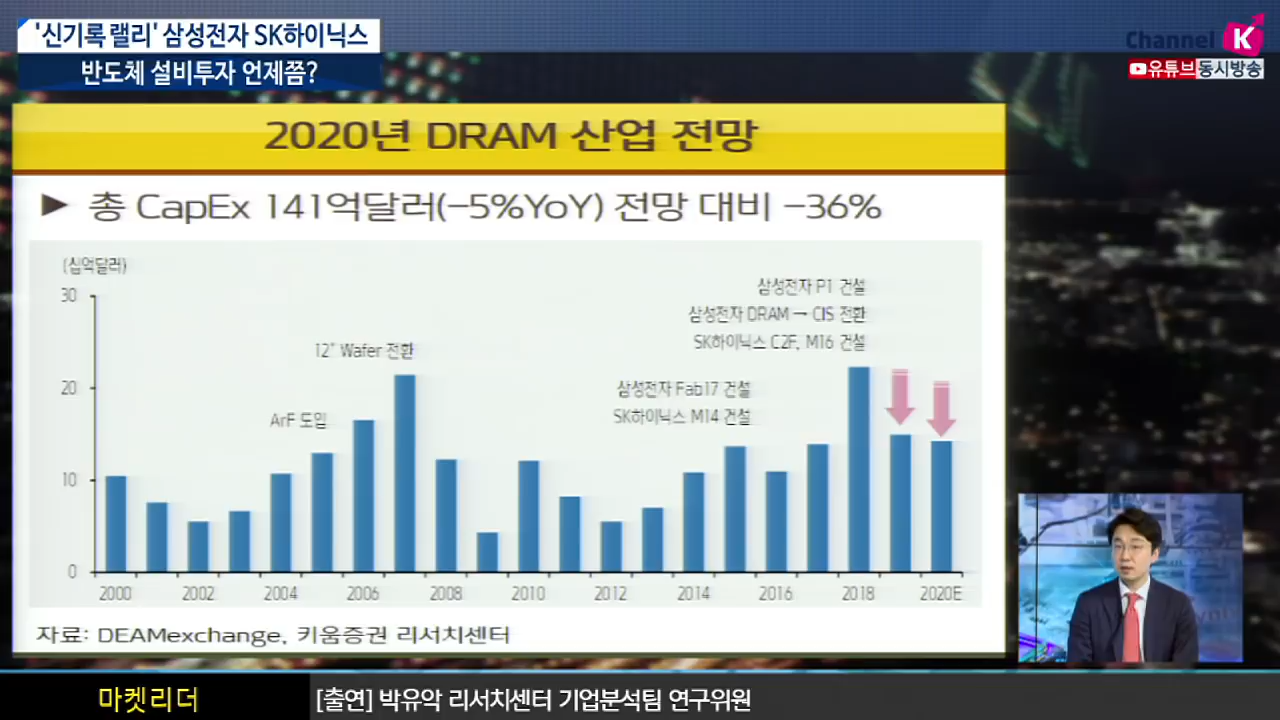 '신기록 랠리' 삼성전자 SK하이닉스
반도체 설비투자 언제쯤?
Channel K
유튜브 동시방송
2020년 DRAM 산업 전망
► 총 CapEx 141억달러(-5%YoY) 전망 대비 -36%
(십억달러)
30
20
10
0
삼성전자 P1 건설
삼성전자 DRAM → CIS 전환
SK하이닉스 C2F, M16 건설
12" Wafer 전환
삼성전자 Fab17 건설
SK하이닉스 M14 건설
ArF 도입
2000 2002 2004 2006 2008 2010 2012 2014 2016 2018 2020E
자료: DEAMexchange, 키움증권 리서치센터
마켓리더
[출연] 박유악 리서치센터 기업분석팀 연구위원